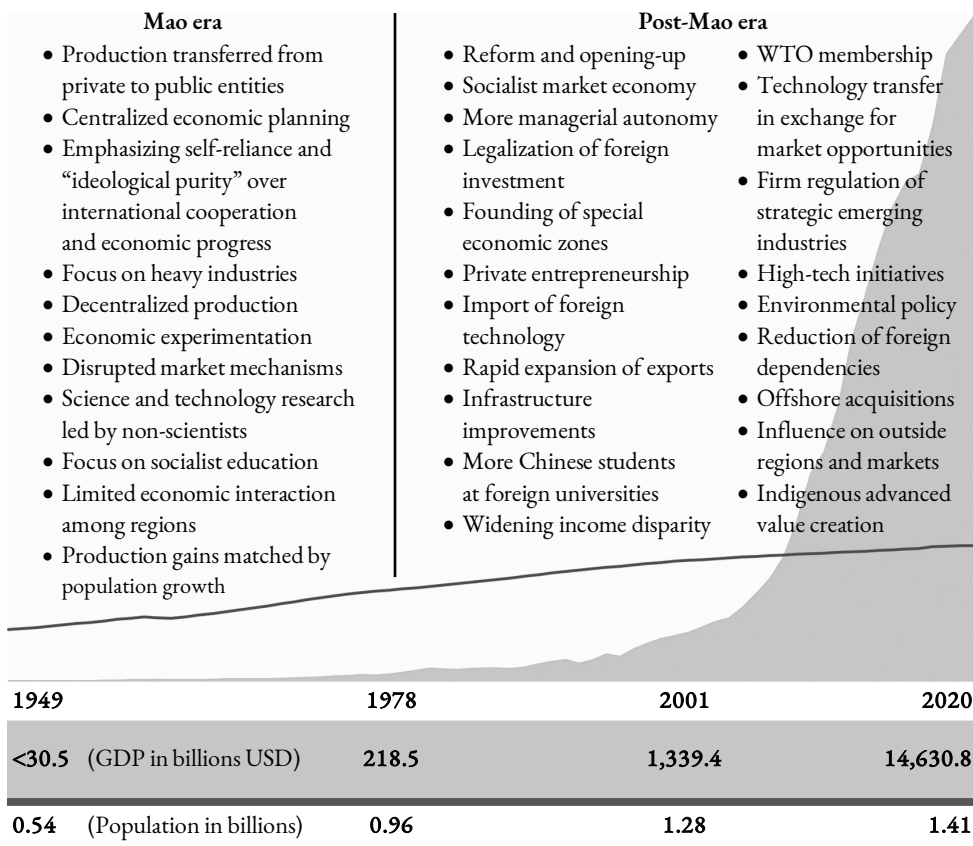 Mao era
• Production transferred from
private to public entities
• Centralized economic planning
• Emphasizing self-reliance and
“ideological purity” over
international cooperation
and economic progress
• Focus on heavy industries
• Decentralized production
• Economic experimentation
• Disrupted market mechanisms
• Science and technology research
led by non-scientists
• Focus on socialist education
• Limited economic interaction
among regions
• Production gains matched by
population growth
Post-Mao era
• Reform and opening-up
• Socialist market economy
• More managerial autonomy
• Legalization of foreign
investment
• Founding of special
economic zones
• Private entrepreneurship
• Import of foreign
technology
• Rapid expansion of exports
• Infrastructure
improvements
• More Chinese students
at foreign universities
• Widening income disparity
• WTO membership
• Technology transfer
in exchange for
market opportunities
• Firm regulation of
strategic emerging
industries
• High-tech initiatives
• Environmental policy
• Reduction of foreign
dependencies
• Offshore acquisitions
• Influence on outside
regions and markets
• Indigenous advanced
value creation
1949 1978 2001 2020
<30.5 (GDP in billions USD) 218.5 1,339.4 14,630.8
0.54 (Population in billions) 0.96 1.28 1.41